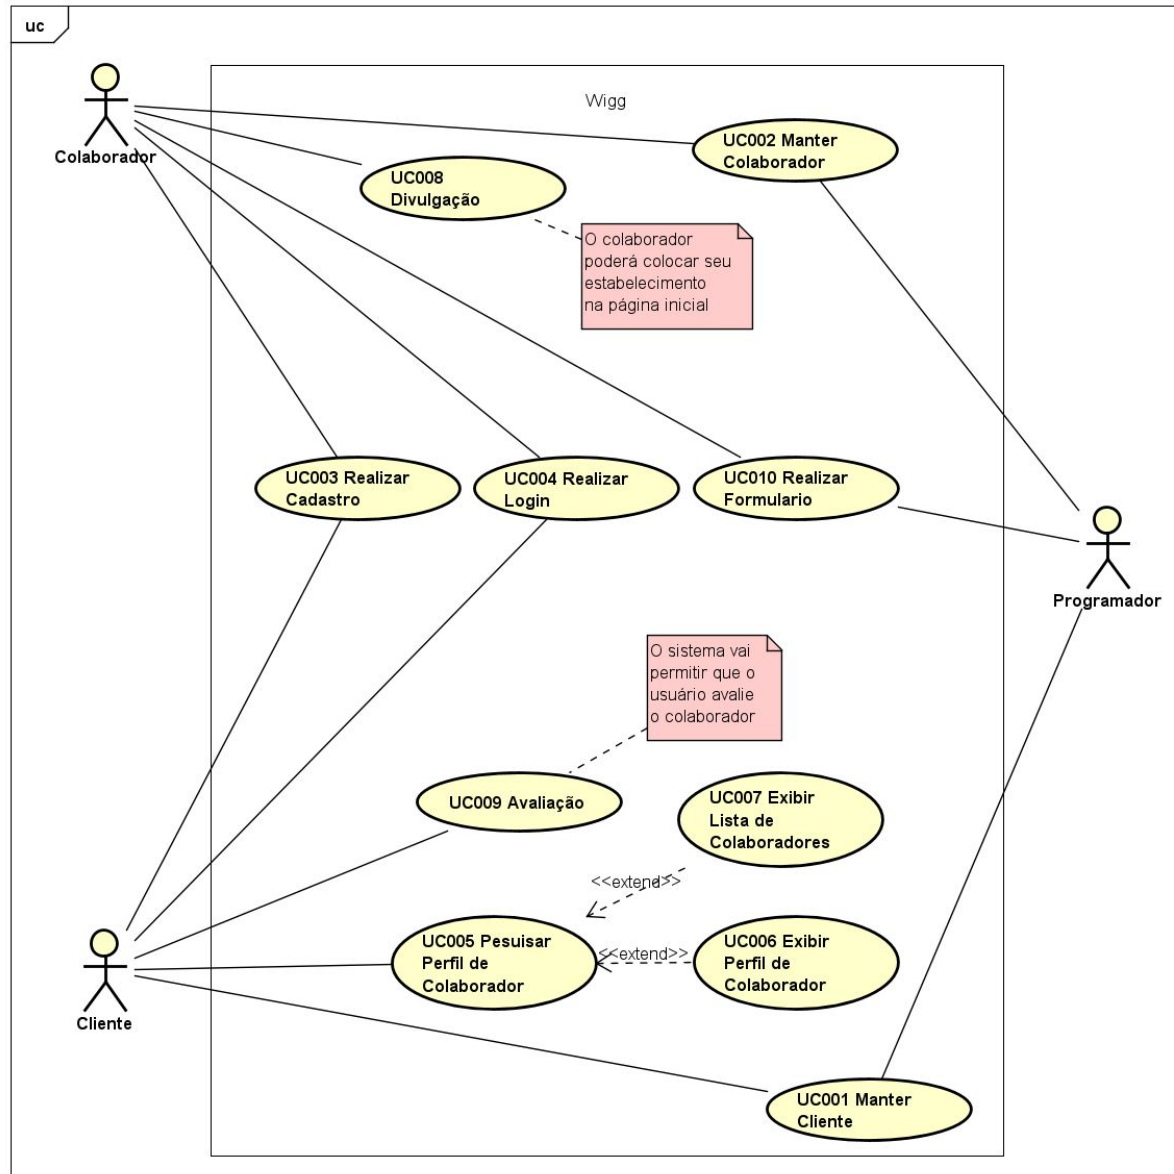 uc
Wigg
Colaborador
UC002 Manter
Colaborador
UC008
Divulgação
O colaborador
poderá colocar seu
estabelecimento
na página inicial
UC003 Realizar
Cadastro
UC004 Realizar
Login
UC010 Realizar
Formulario
Programador
O sistema vai
permitir que o
usuário avalie
o colaborador
UC009 Avaliação
UC007 Exibir
Lista de
Colaboradores
<<extend>>
UC005 Pesuisar
Perfil de
Colaborador
<<extend>>
UC006 Exibir
Perfil de
Colaborador
Cliente
UC001 Manter
Cliente